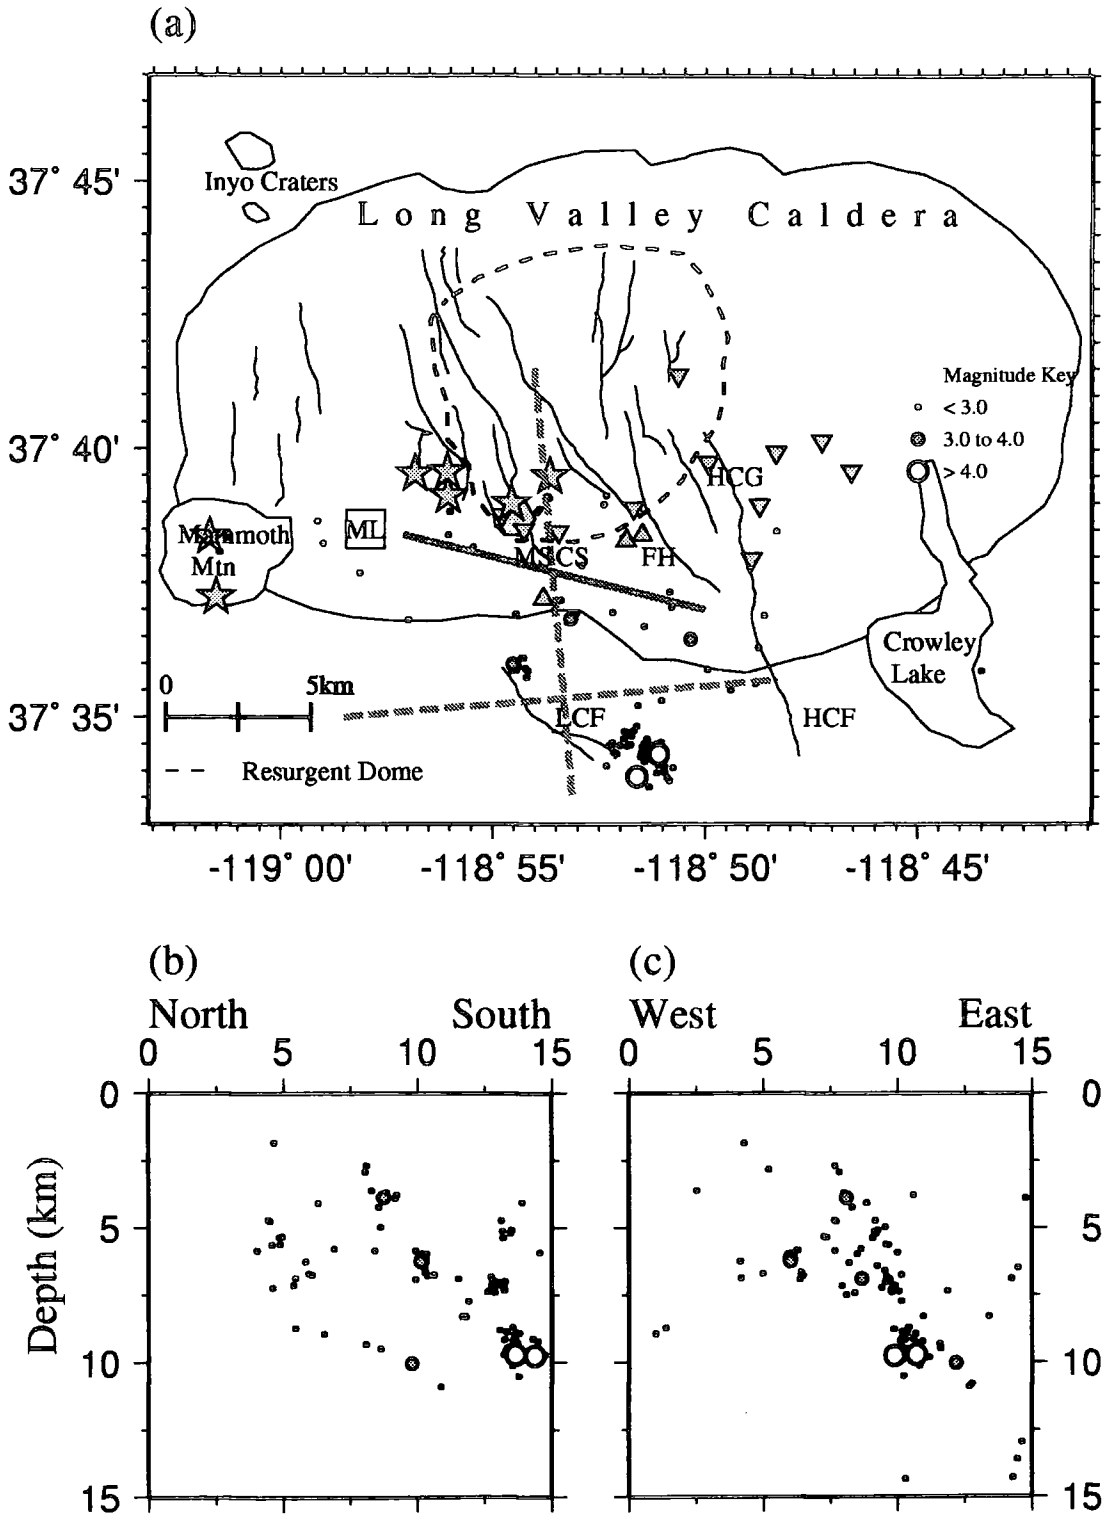 (a)
37° 45'
37° 40'
37° 35'
Inyo Craters
Long Valley Caldera
Magnitude Key
< 3.0
3.0 to 4.0
> 4.0
HCG
Mammoth
Mtn
ML
MS CS
FH
Crowley
Lake
0 5km
LCF
HCF
Resurgent Dome
-119° 00' -118° 55' -118° 50' -118° 45'
(b)
North South
0 5 10 15
(c)
West East
0 5 10 15
Depth (km)
0
5
10
15
0
5
10
15